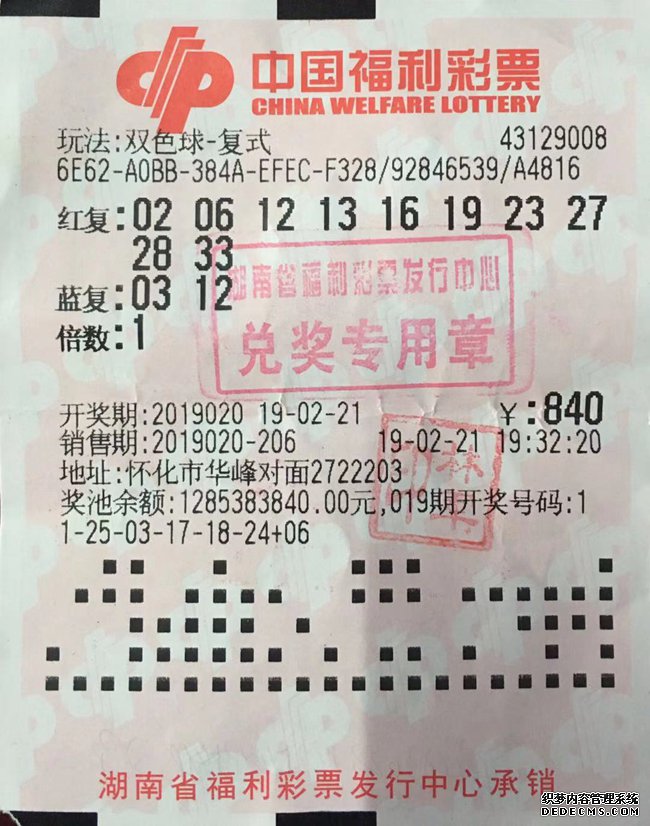 中国福利彩票
CHINA WELFARE LOTTERY
玩法:双色球-复式 43129008
6E62-A0BB-384A-EFEC-F328/92846539/A4816
红复:02 06 12 13 16 19 23 27
28 33
蓝复:03 12
倍数:1
湖南省福利彩票发行中心
兑奖专用章
开奖期:2019020 19-02-21 ￥:840
销售期:2019020-206 19-02-21 19:32:20
地址:怀化市华峰对面2722203
奖池余额:1285383840.00元,019期开奖号码:1
1-25-03-17-18-24+06
湖南省福利彩票发行中心承销
织梦内容管理系统
DEDECMS.COM